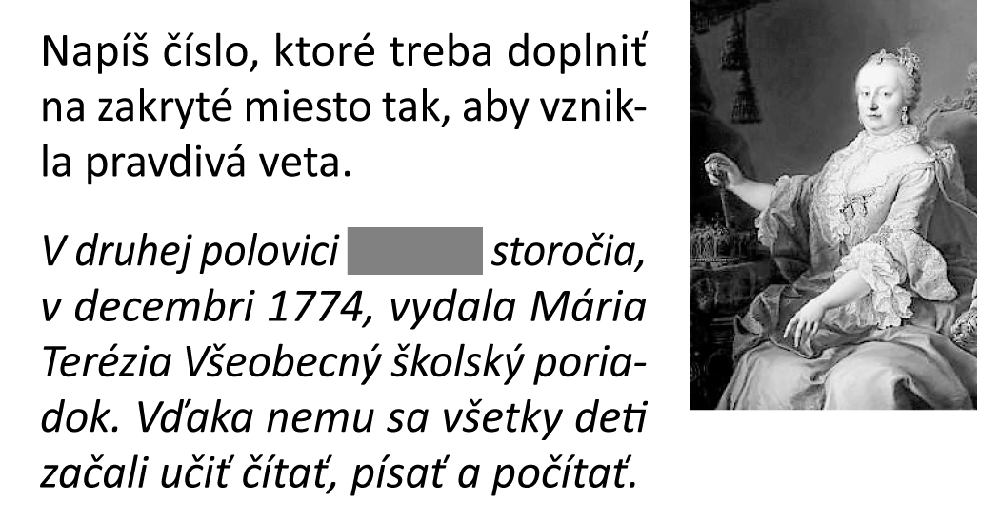 Napíš číslo, ktoré treba doplniť
na zakryté miesto tak, aby vznik-
la pravdivá veta.
V druhej polovici storočia,
v decembri 1774, vydala Mária
Terézia Všeobecný školský poria-
dok. Vďaka nemu sa všetky deti
začali učiť čítať, písať a počítať.